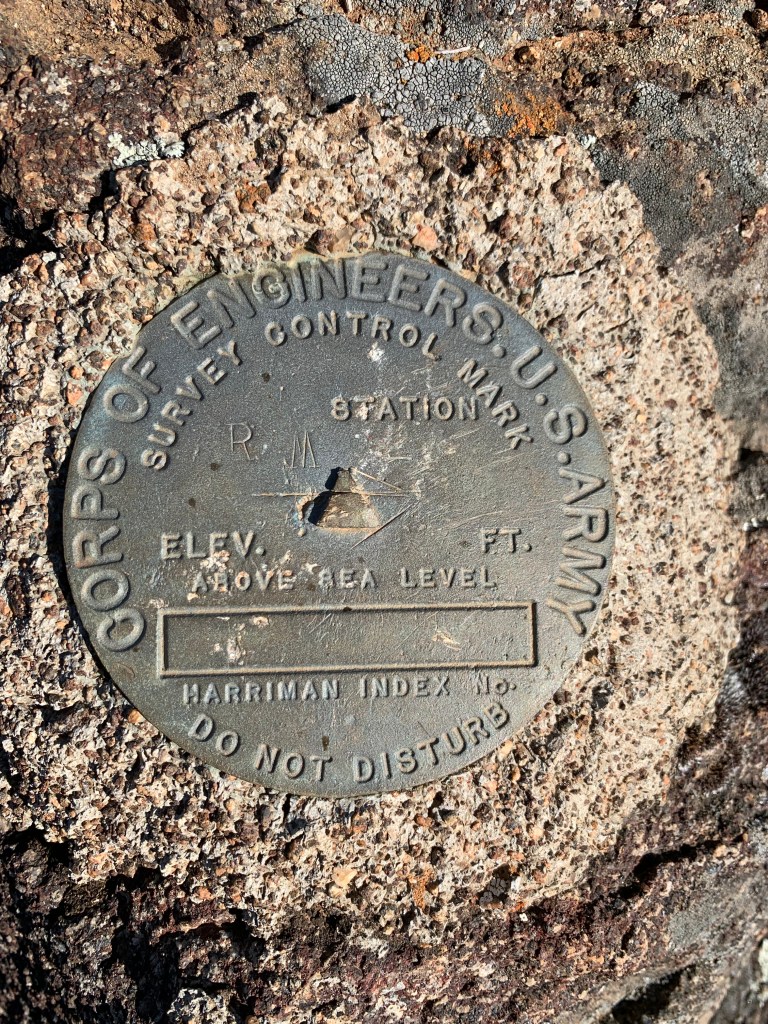 CORPS OF ENGINEERS. U.S. ARMY
SURVEY CONTROL MARK
STATION
R M
ELEV. FT.
ABOVE SEA LEVEL
HARRIMAN INDEX No.
DO NOT DISTURB